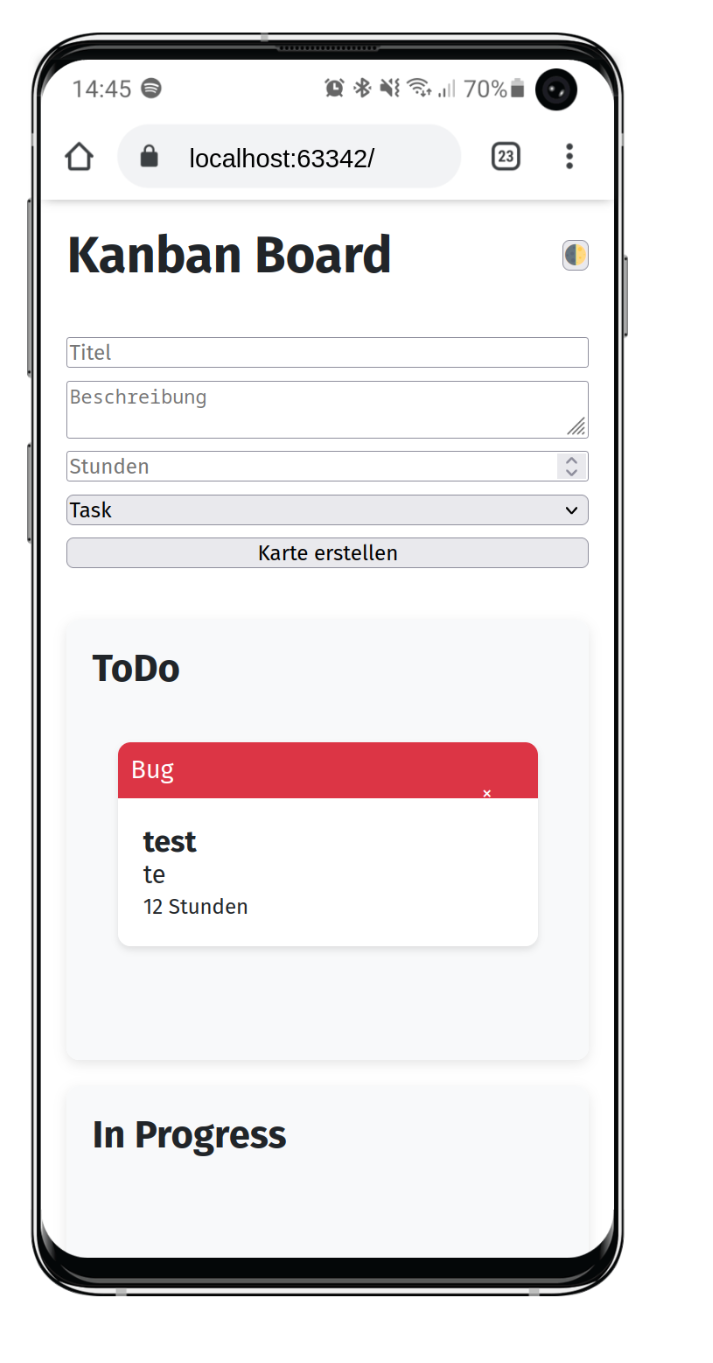 14:45
70%
localhost:63342/
23
Kanban Board
Titel
Beschreibung
Stunden
Task
Karte erstellen
ToDo
Bug
×
test
te
12 Stunden
In Progress